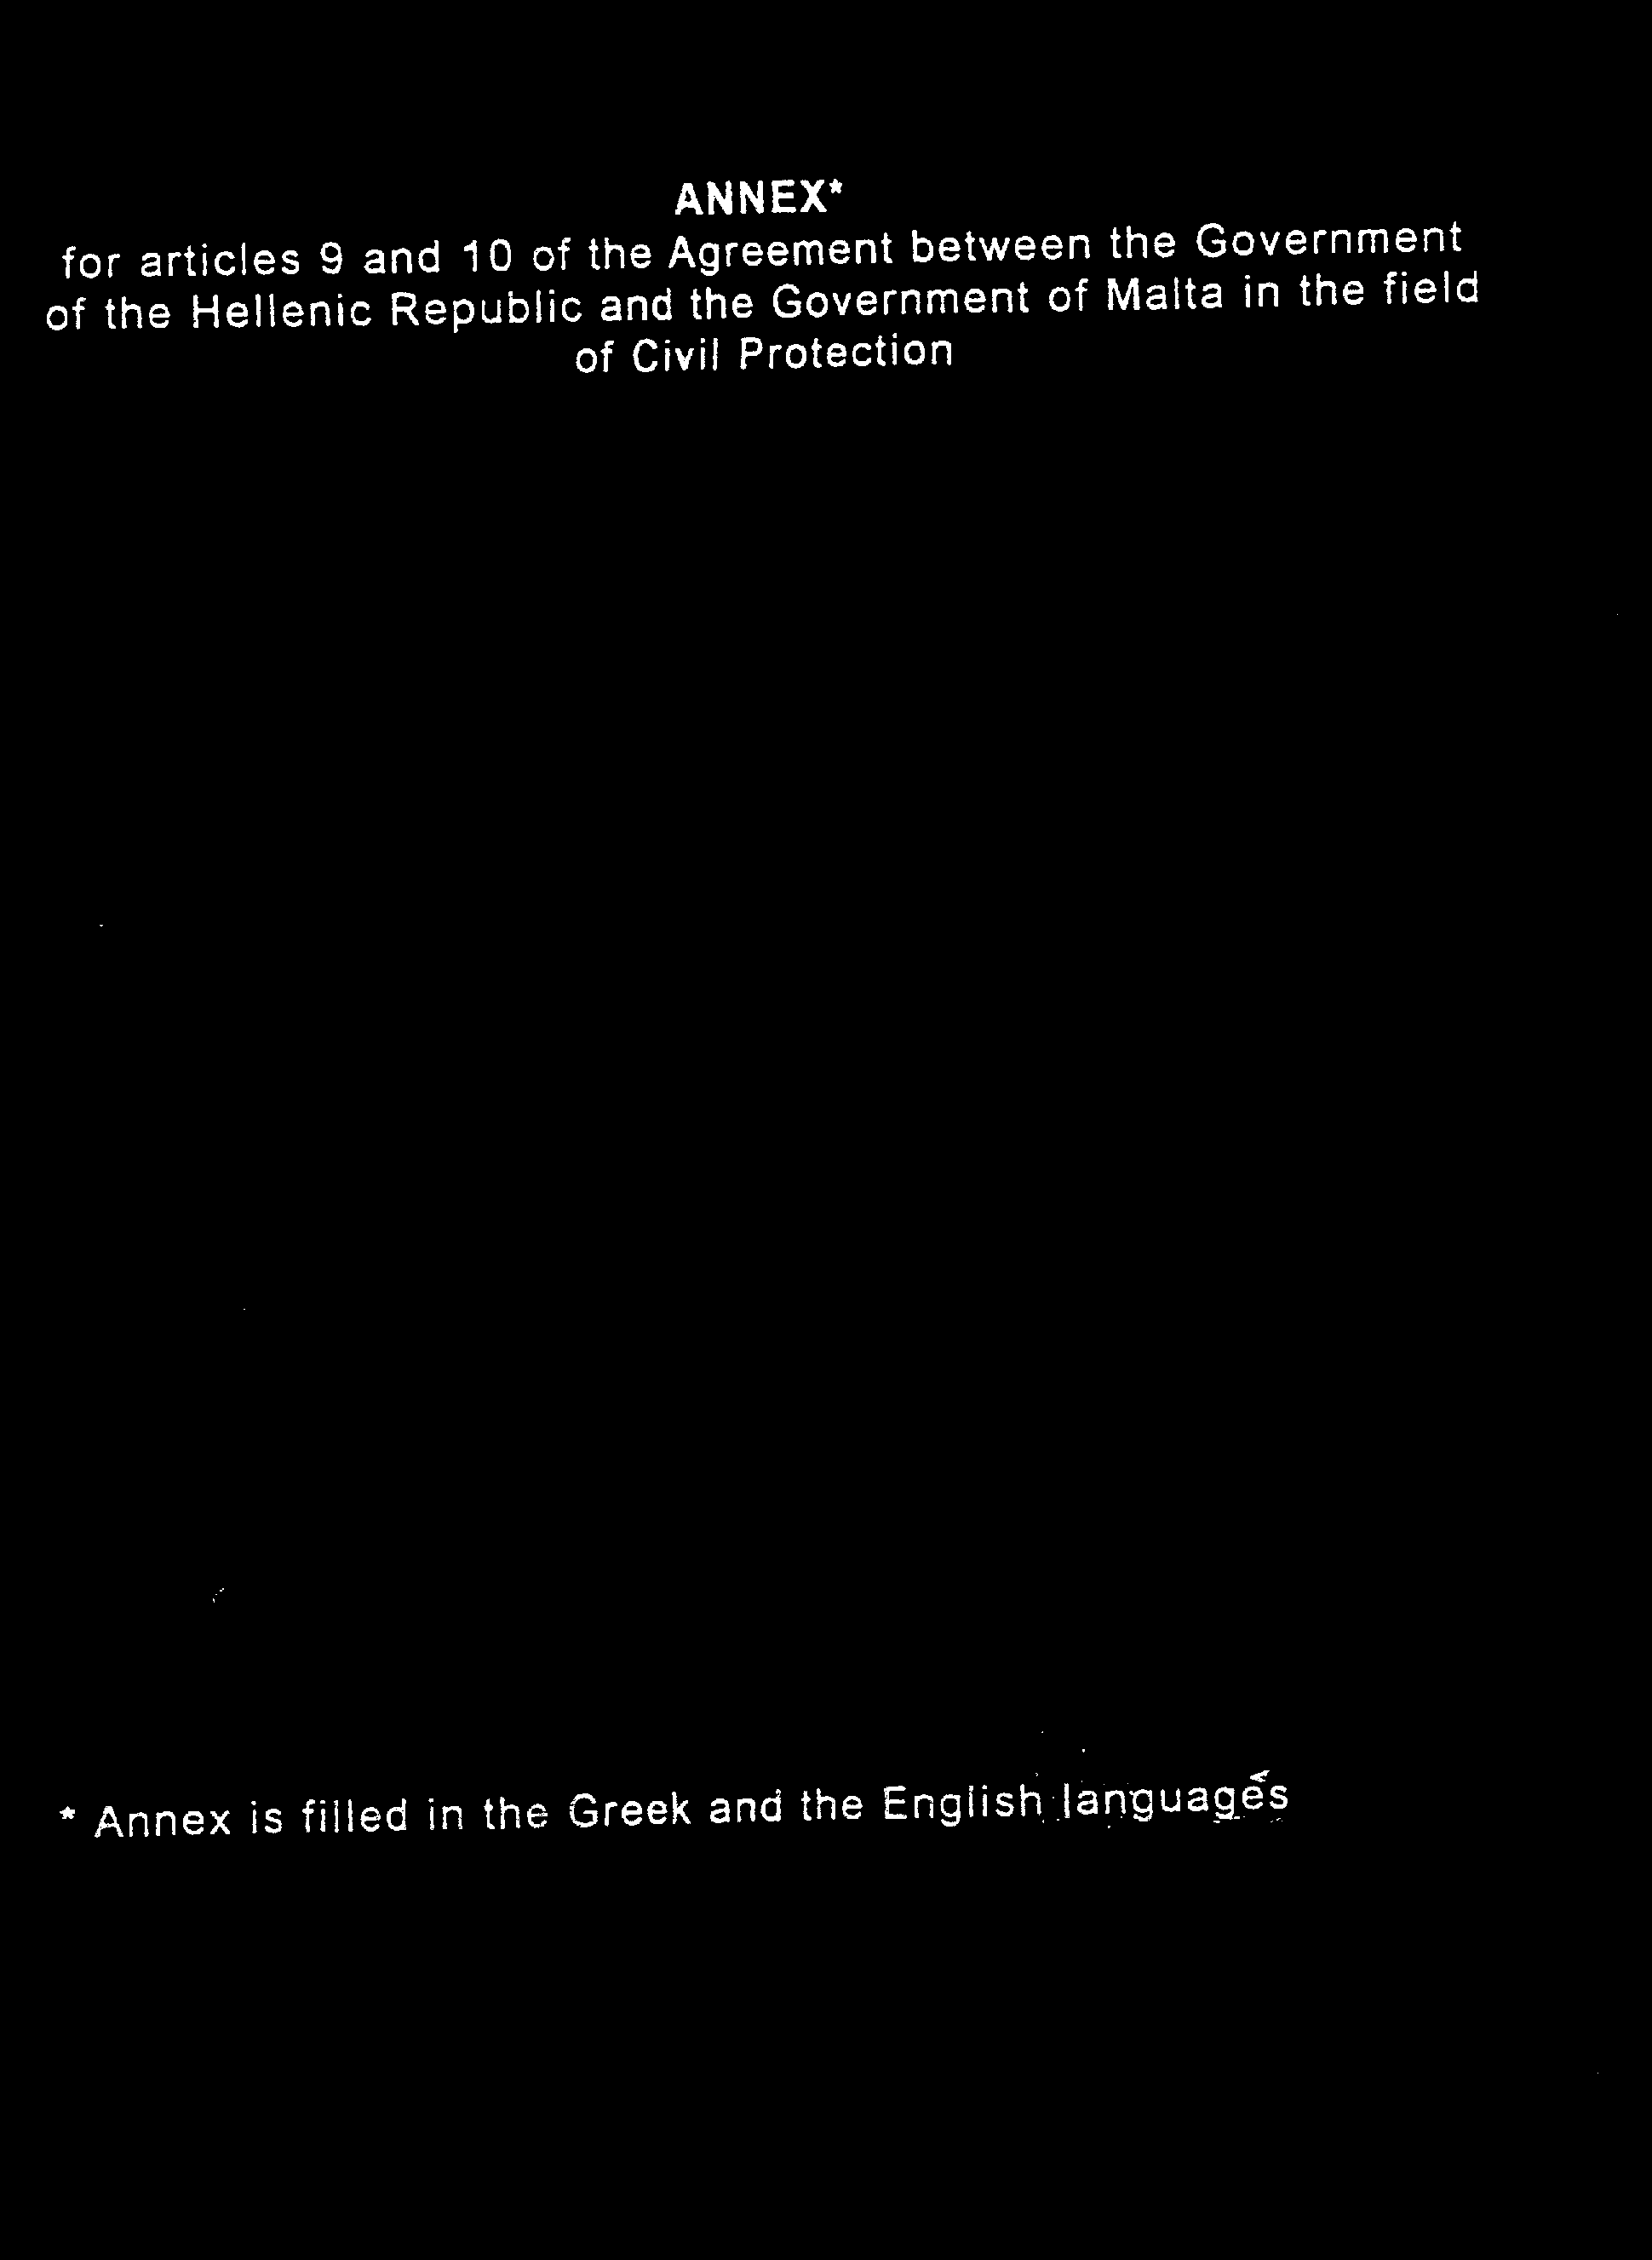 ANNEX*
for articles 9 and 10 of the Agreement between the Government
of the Hellenic Republic and the Government of Malta in the field
of Civil Protection
* Annex is filled in the Greek and the English languages